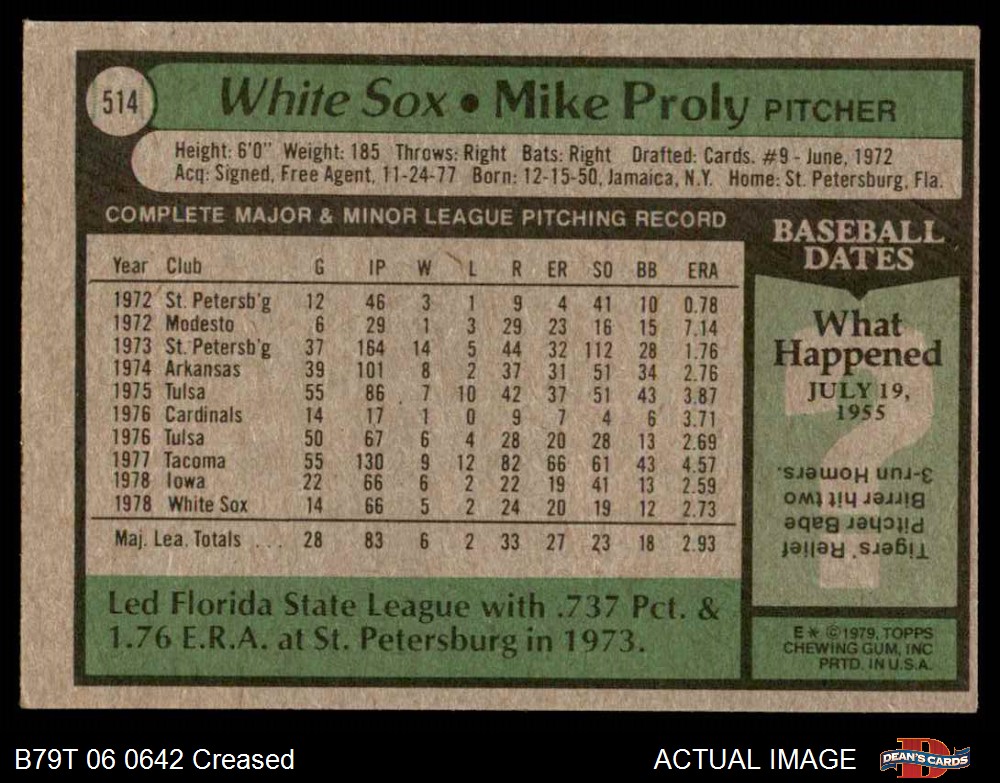 514
White Sox • Mike Proly PITCHER
Height: 6'0" Weight: 185 Throws: Right Bats: Right Drafted: Cards. #9 - June, 1972
Acq: Signed, Free Agent, 11-24-77 Born: 12-15-50, Jamaica, N.Y. Home: St. Petersburg, Fla.
COMPLETE MAJOR & MINOR LEAGUE PITCHING RECORD
Year Club G IP W L R ER SO BB ERA
1972 St. Petersb'g 12 46 3 1 9 4 41 10 0.78
1972 Modesto 6 29 1 3 29 23 16 15 7.14
1973 St. Petersb'g 37 164 14 5 44 32 112 28 1.76
1974 Arkansas 39 101 8 2 37 31 51 34 2.76
1975 Tulsa 55 86 7 10 42 37 51 43 3.87
1976 Cardinals 14 17 1 0 9 7 4 6 3.71
1976 Tulsa 50 67 6 4 28 20 28 13 2.69
1977 Tacoma 55 130 9 12 82 66 61 43 4.57
1978 Iowa 22 66 6 2 22 19 41 13 2.59
1978 White Sox 14 66 5 2 24 20 19 12 2.73
Maj. Lea. Totals ... 28 83 6 2 33 27 23 18 2.93
Led Florida State League with .737 Pct. &
1.76 E.R.A. at St. Petersburg in 1973.
BASEBALL
DATES
What
Happened
JULY 19,
1955
?
Tigers' Relief
Pitcher Babe
Birrer hit two
3-run Homers.
E* ©1979, TOPPS
CHEWING GUM, INC
PRTD. IN U.S.A.
B79T 06 0642 Creased
ACTUAL IMAGE
D
DEAN'S CARDS